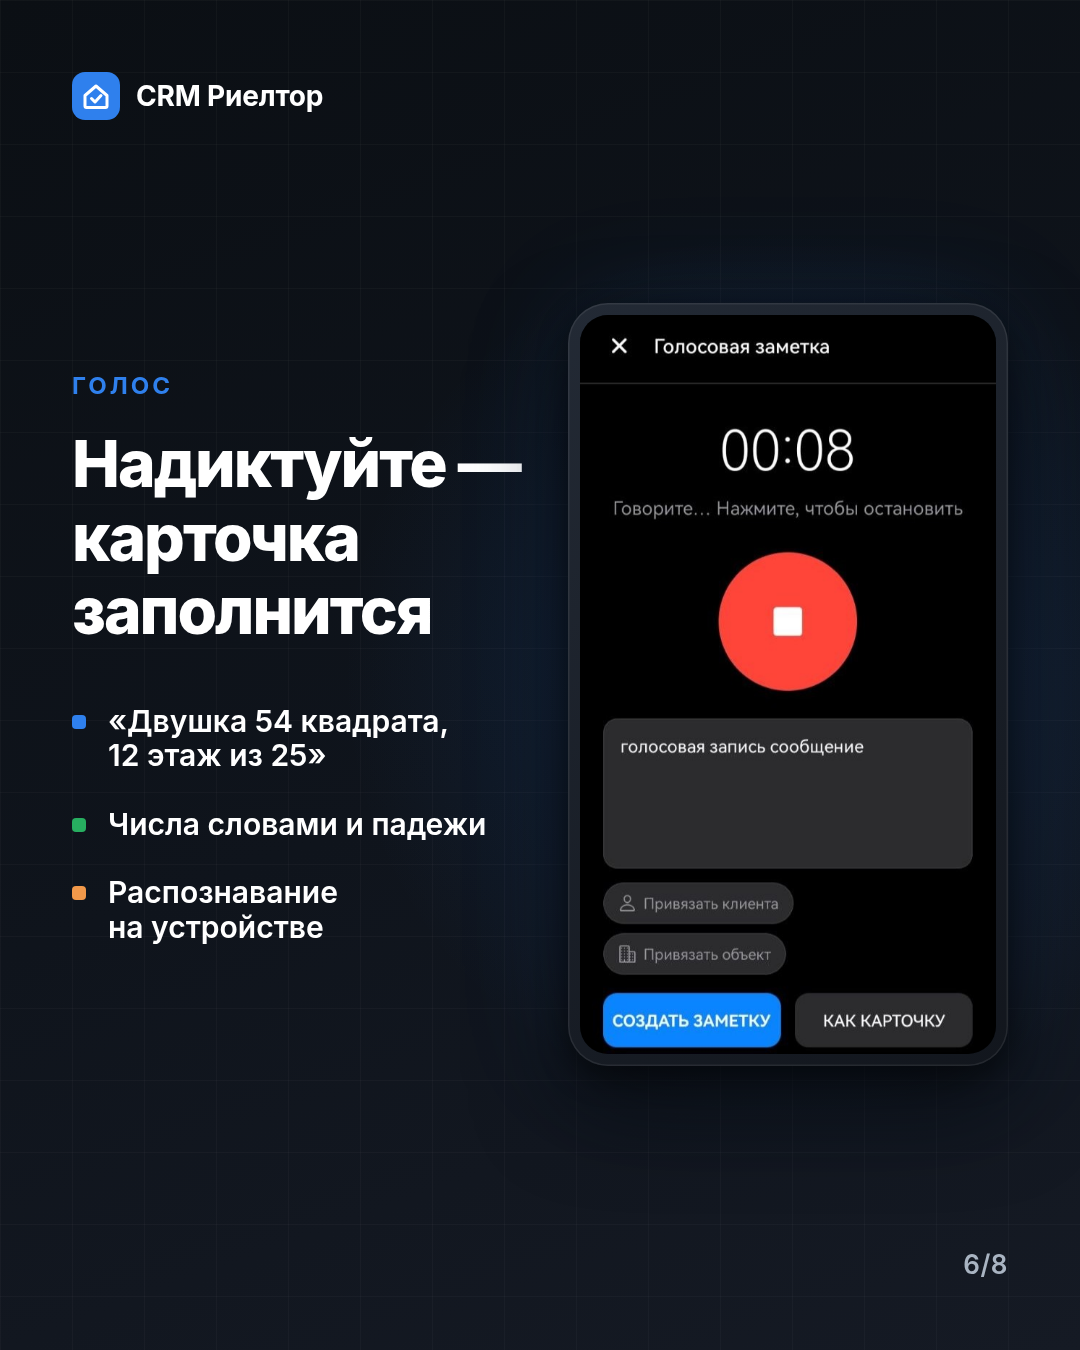 CRM Риелтор
ГОЛОС
Надиктуйте —
карточка
заполнится
«Двушка 54 квадрата,
12 этаж из 25»
Числа словами и падежи
Распознавание
на устройстве
Голосовая заметка
00:08
Говорите... Нажмите, чтобы остановить
голосовая запись сообщение
Привязать клиента
Привязать объект
СОЗДАТЬ ЗАМЕТКУ
КАК КАРТОЧКУ
6/8